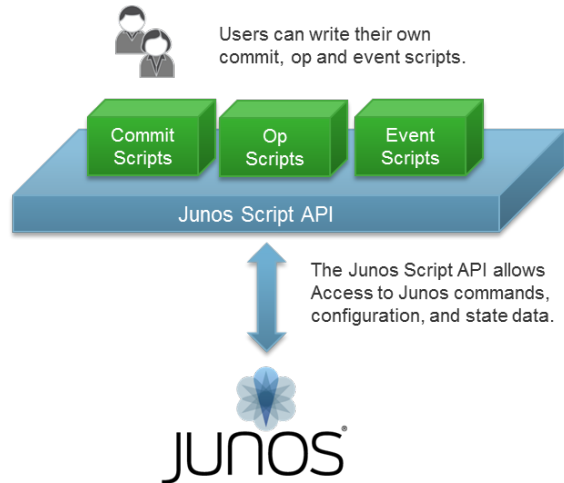 Users can write their own
commit, op and event scripts.
Commit
Scripts
Op
Scripts
Event
Scripts
Junos Script API
The Junos Script API allows
Access to Junos commands,
configuration, and state data.
JUNOS®